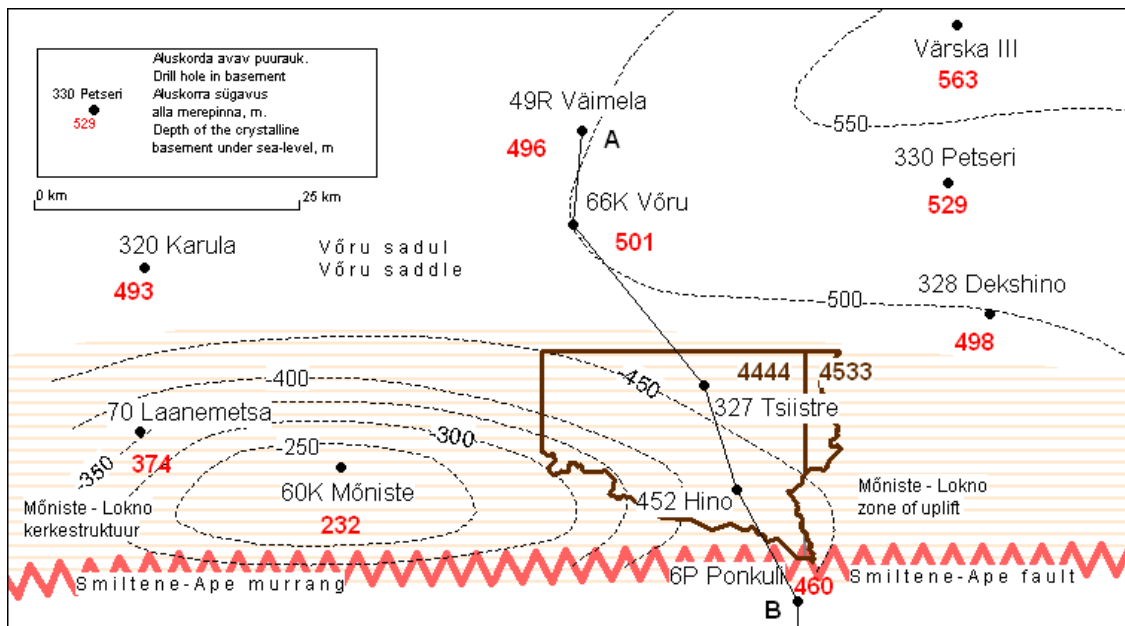 Aluskorda avav puurauk.
Drill hole in basement
Aluskorra sügavus
alla merepinna, m.
Depth of the crystalline
basement under sea-level, m
330 Petseri
529
0 km
25 km
Värska III
563
49R Väimela
496
A
-550
330 Petseri
529
66K Võru
501
320 Karula
493
Võru sadul
Võru saddle
328 Dekshino
-500
498
-400
-450
4444
4533
70 Laanemetsa
374
-350
-300
327 Tsiistre
-250
60K Mõniste
232
452 Hino
Mõniste - Lokno
kerkestruktuur
Mõniste - Lokno
zone of uplift
Smiltene-Ape murrang
6P Ponkuli
460
Smiltene-Ape fault
B